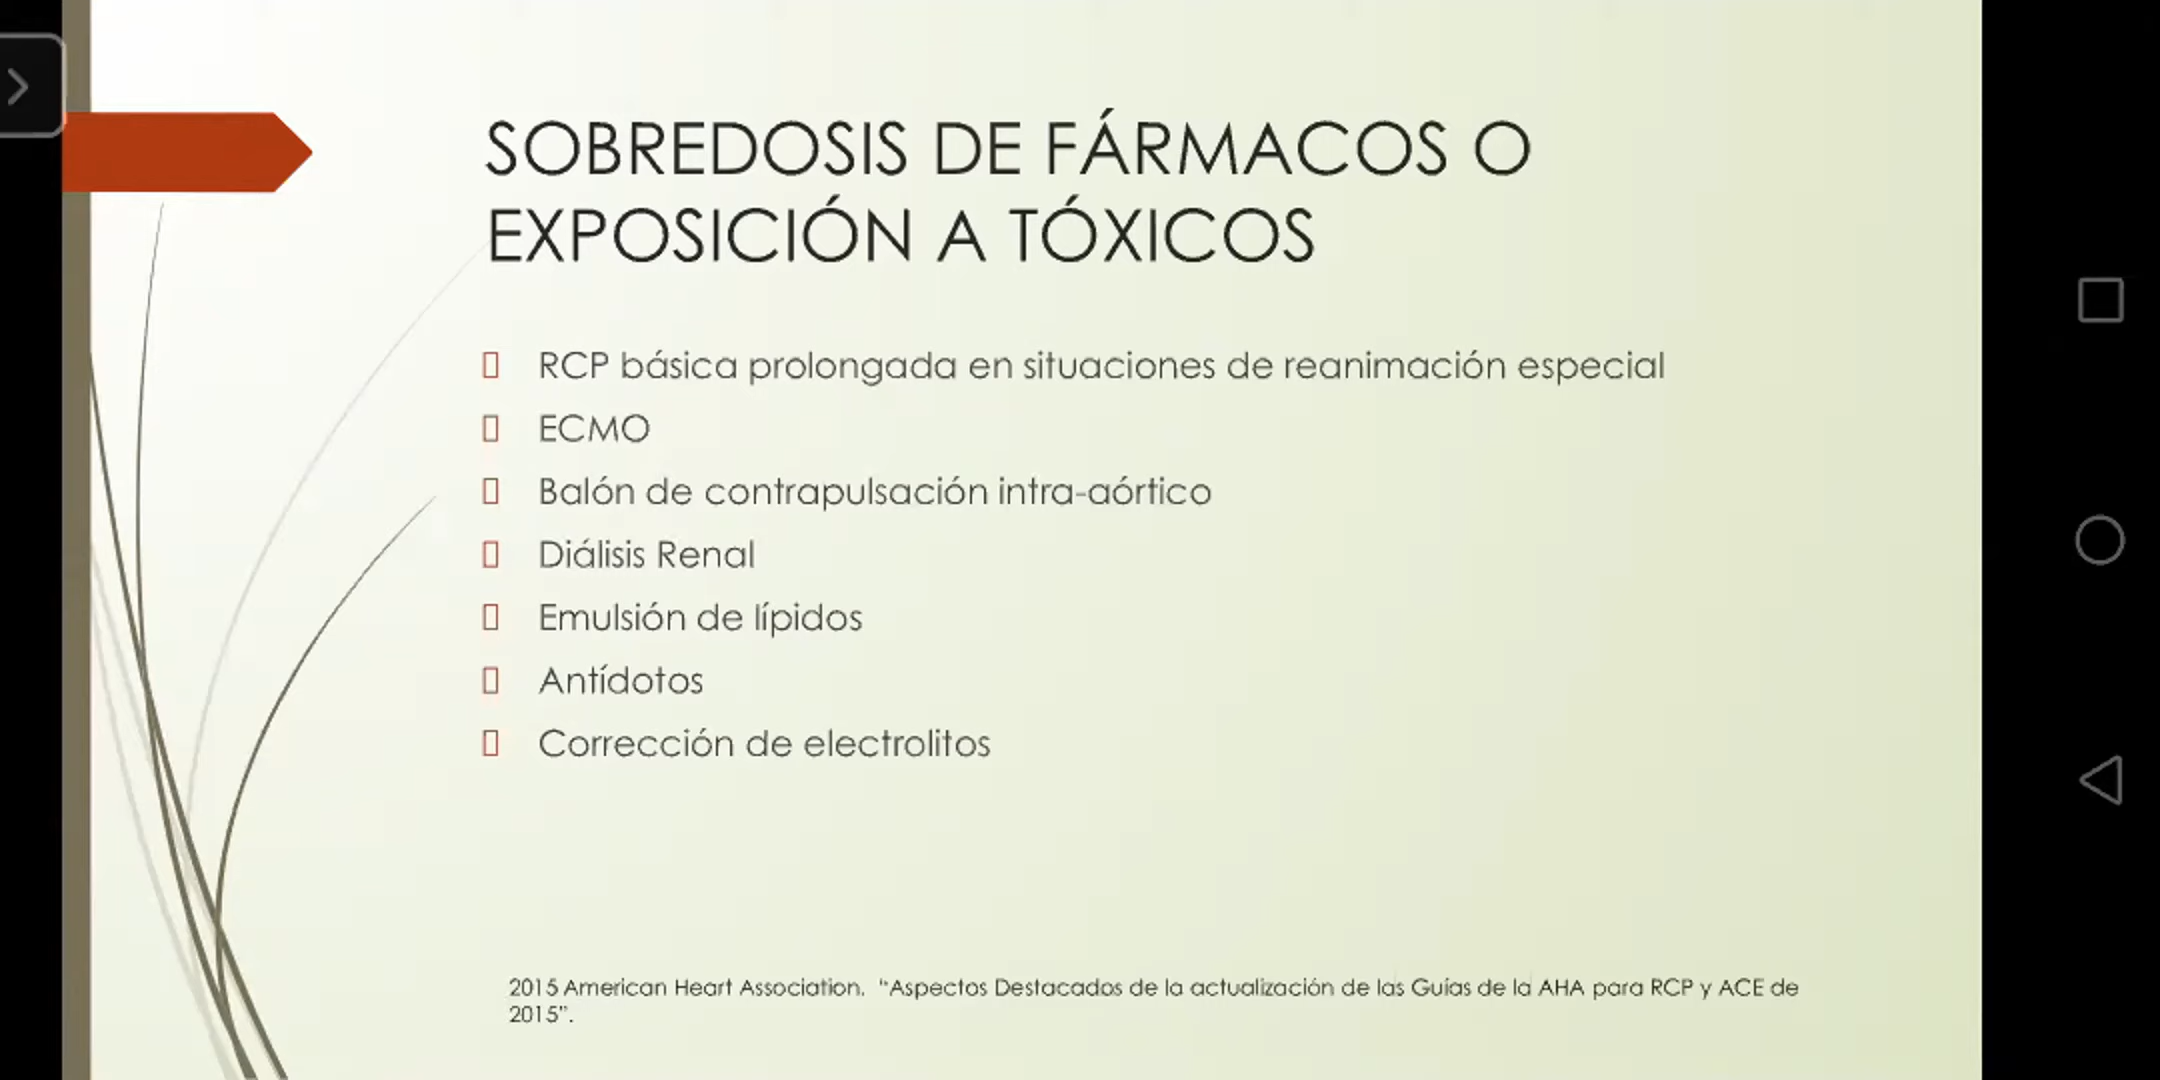 SOBREDOSIS DE FÁRMACOS O
EXPOSICIÓN A TÓXICOS
RCP básica prolongada en situaciones de reanimación especial
ECMO
Balón de contrapulsación intra-aórtico
Diálisis Renal
Emulsión de lípidos
Antídotos
Corrección de electrolitos
2015 American Heart Association. "Aspectos Destacados de la actualización de las Guías de la AHA para RCP y ACE de
2015".